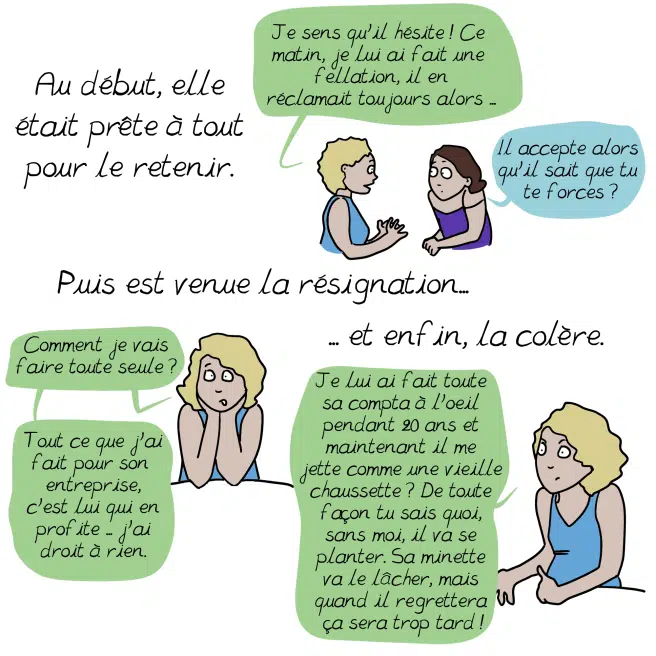 Au début, elle
était prête à tout
pour le retenir.
Je sens qu'il hésite ! Ce
matin, je lui ai fait une
fellation, il en
réclamait toujours alors ...
Il accepte alors
qu'il sait que tu
te forces ?
Puis est venue la résignation...
Comment je vais
faire toute seule ?
Tout ce que j'ai
fait pour son
entreprise,
c'est lui qui en
profite ... j'ai
droit à rien.
... et enfin, la colère.
Je lui ai fait toute
sa compta à l'oeil
pendant 20 ans et
maintenant il me
jette comme une vieille
chaussette ? De toute
façon tu sais quoi,
sans moi, il va se
planter. Sa minette
va le lâcher, mais
quand il regrettera
ça sera trop tard !